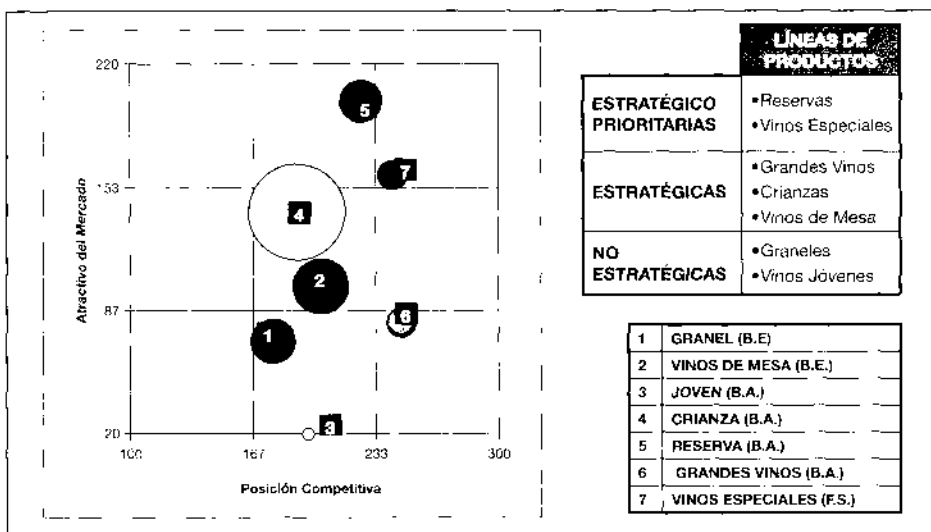 220
153
87
20
100
167
233
300
Atractivo del Mercado
Posición Competitiva
5
7
4
2
6
1
3
LÍNEAS DE
PRODUCTOS
ESTRATÉGICO
PRIORITARIAS
•Reservas
•Vinos Especiales
ESTRATÉGICAS
•Grandes Vinos
•Crianzas
•Vinos de Mesa
NO
ESTRATÉGICAS
•Graneles
•Vinos Jóvenes
1 GRANEL (B.E)
2 VINOS DE MESA (B.E.)
3 JOVEN (B.A.)
4 CRIANZA (B.A.)
5 RESERVA (B.A.)
6 GRANDES VINOS (B.A.)
7 VINOS ESPECIALES (F.S.)